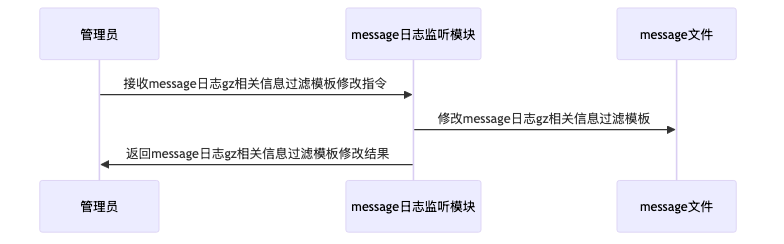 管理员
message日志监听模块
message文件
接收message日志gz相关信息过滤模板修改指令
修改message日志gz相关信息过滤模板
返回message日志gz相关信息过滤模板修改结果
管理员
message日志监听模块
message文件